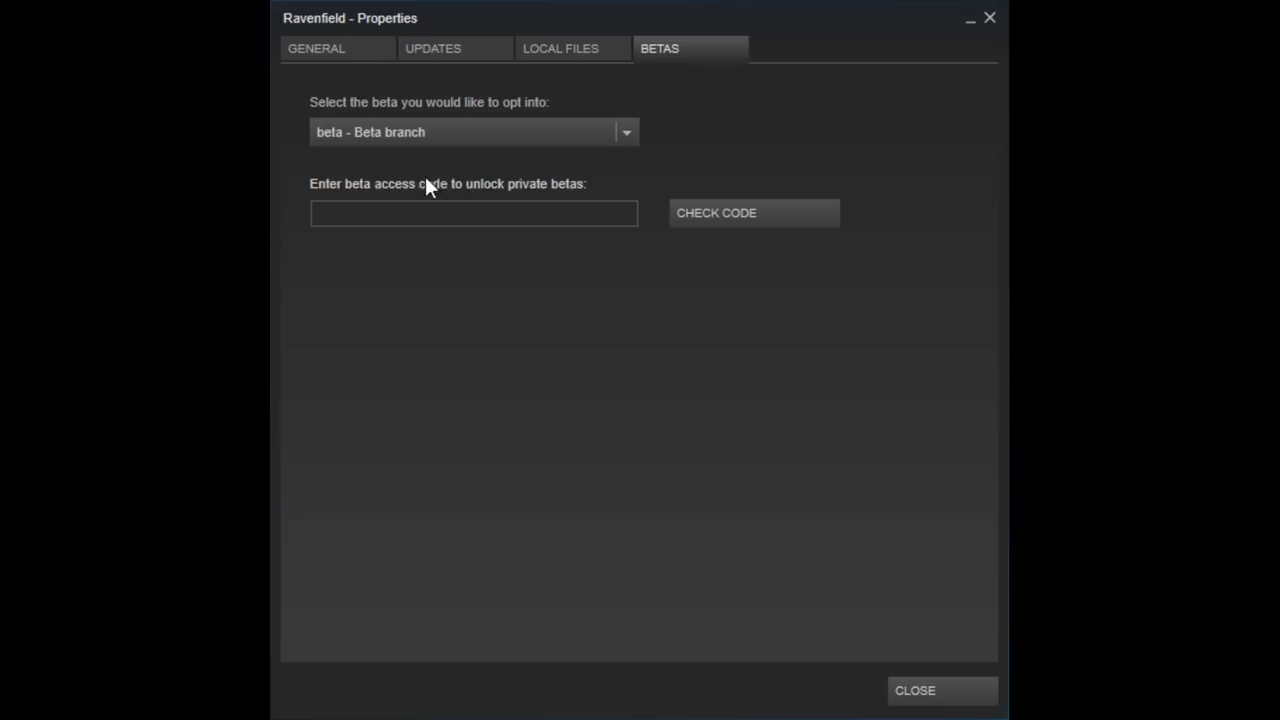 Ravenfield - Properties
GENERAL UPDATES LOCAL FILES BETAS
Select the beta you would like to opt into:
beta - Beta branch
Enter beta access code to unlock private betas:
CHECK CODE
CLOSE